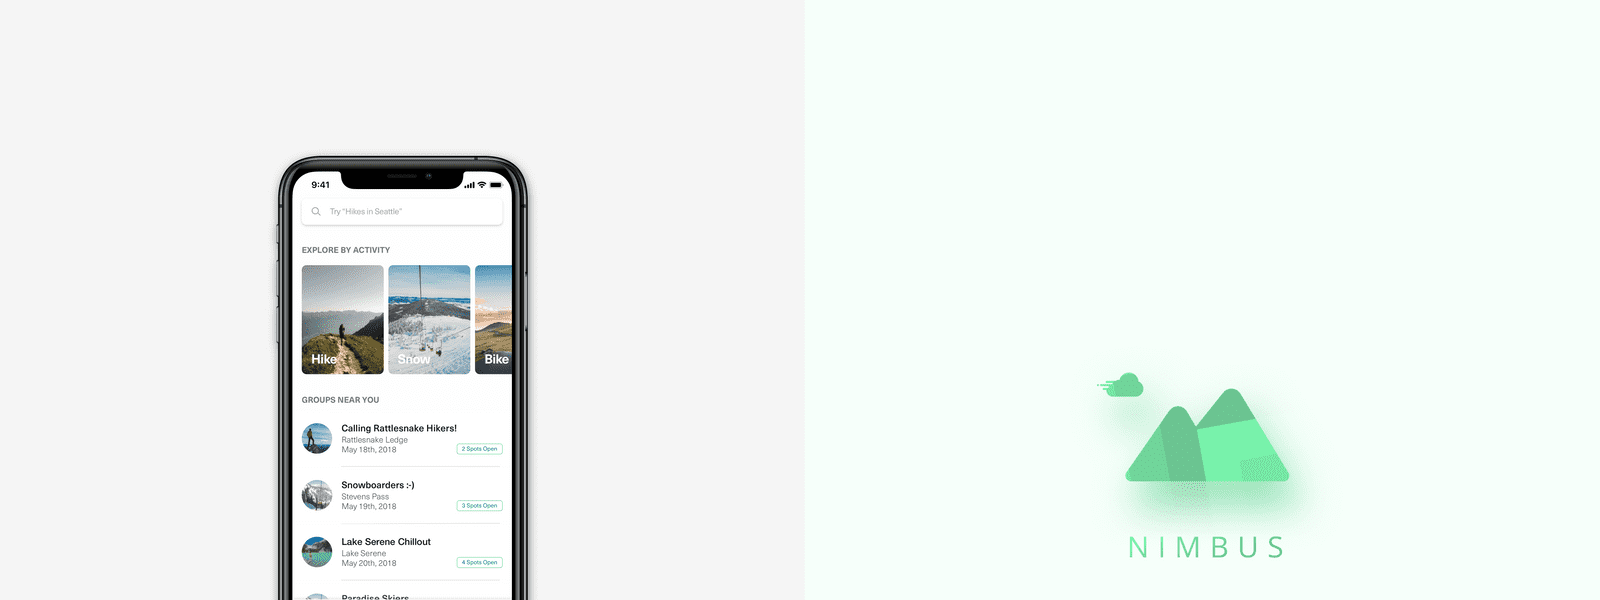 9:41
Try "Hikes in Seattle"
EXPLORE BY ACTIVITY
Hike
Snow
Bike
GROUPS NEAR YOU
Calling Rattlesnake Hikers!
Rattlesnake Ledge
May 18th, 2018
2 Spots Open
Snowboarders :-)
Stevens Pass
May 19th, 2018
3 Spots Open
Lake Serene Chillout
Lake Serene
May 20th, 2018
4 Spots Open
Paradise Skiers
NIMBUS